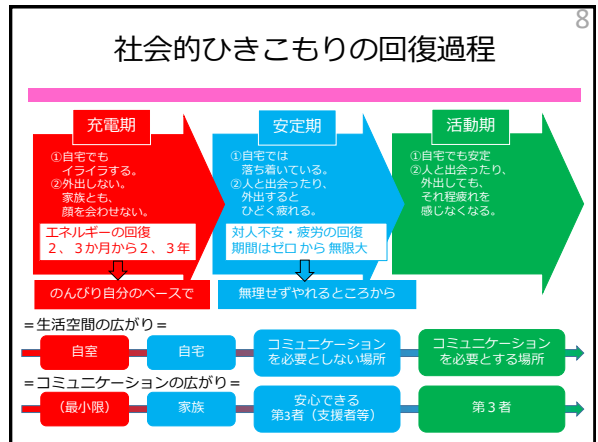 8
社会的ひきこもりの回復過程
充電期
①自宅でも
イライラする。
②外出しない。
家族とも、
顔を会わせない。
エネルギーの回復
２、３か月から２、３年
のんびり自分のペースで
安定期
①自宅では
落ち着いている。
②人と出会ったり、
外出すると
ひどく疲れる。
対人不安・疲労の回復
期間はゼロから無限大
無理せずやれるところから
活動期
①自宅でも安定
②人と出会ったり、
外出しても、
それ程疲れを
感じなくなる。
＝生活空間の広がり＝
自室
自宅
コミュニケーション
を必要としない場所
コミュニケーション
を必要とする場所
＝コミュニケーションの広がり＝
（最小限）
家族
安心できる
第3者（支援者等）
第３者